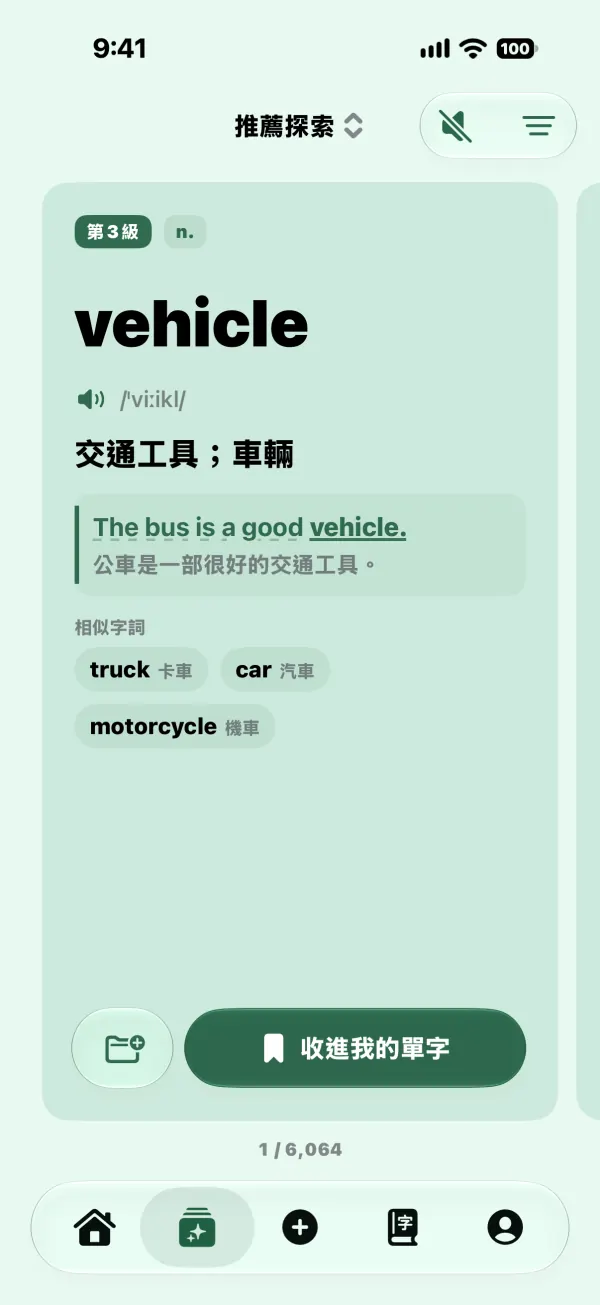 9:41
100
推薦探索
第3級 n.
vehicle
/ˈviːikl/
交通工具；車輛
The bus is a good vehicle.
公車是一部很好的交通工具。
相似字詞
truck 卡車 car 汽車
motorcycle 機車
收進我的單字
1 / 6,064
字